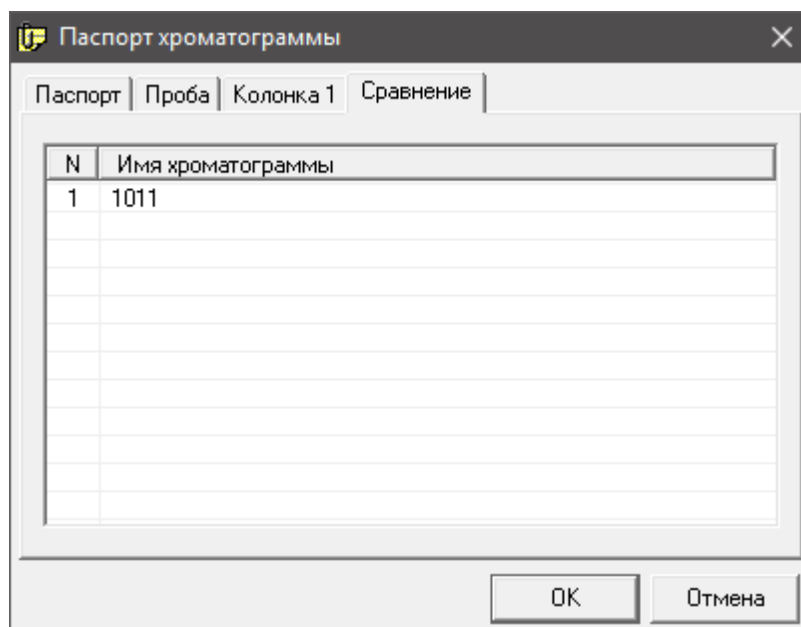 Паспорт хроматограммы
Паспорт Проба Колонка 1 Сравнение
N Имя хроматограммы
1 1011
OK Отмена